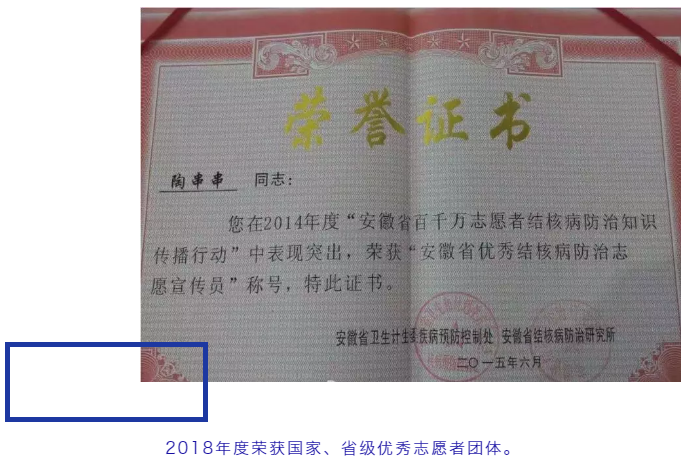 荣誉证书
陶串串 同志：
您在2014年度“安徽省百千万志愿者结核病防治知识
传播行动”中表现突出，荣获“安徽省优秀结核病防治志
愿宣传员”称号，特此证书。
安徽省卫生计生委疾病预防控制处 安徽省结核病防治研究所
二〇一五年六月
2018年度荣获国家、省级优秀志愿者团体。